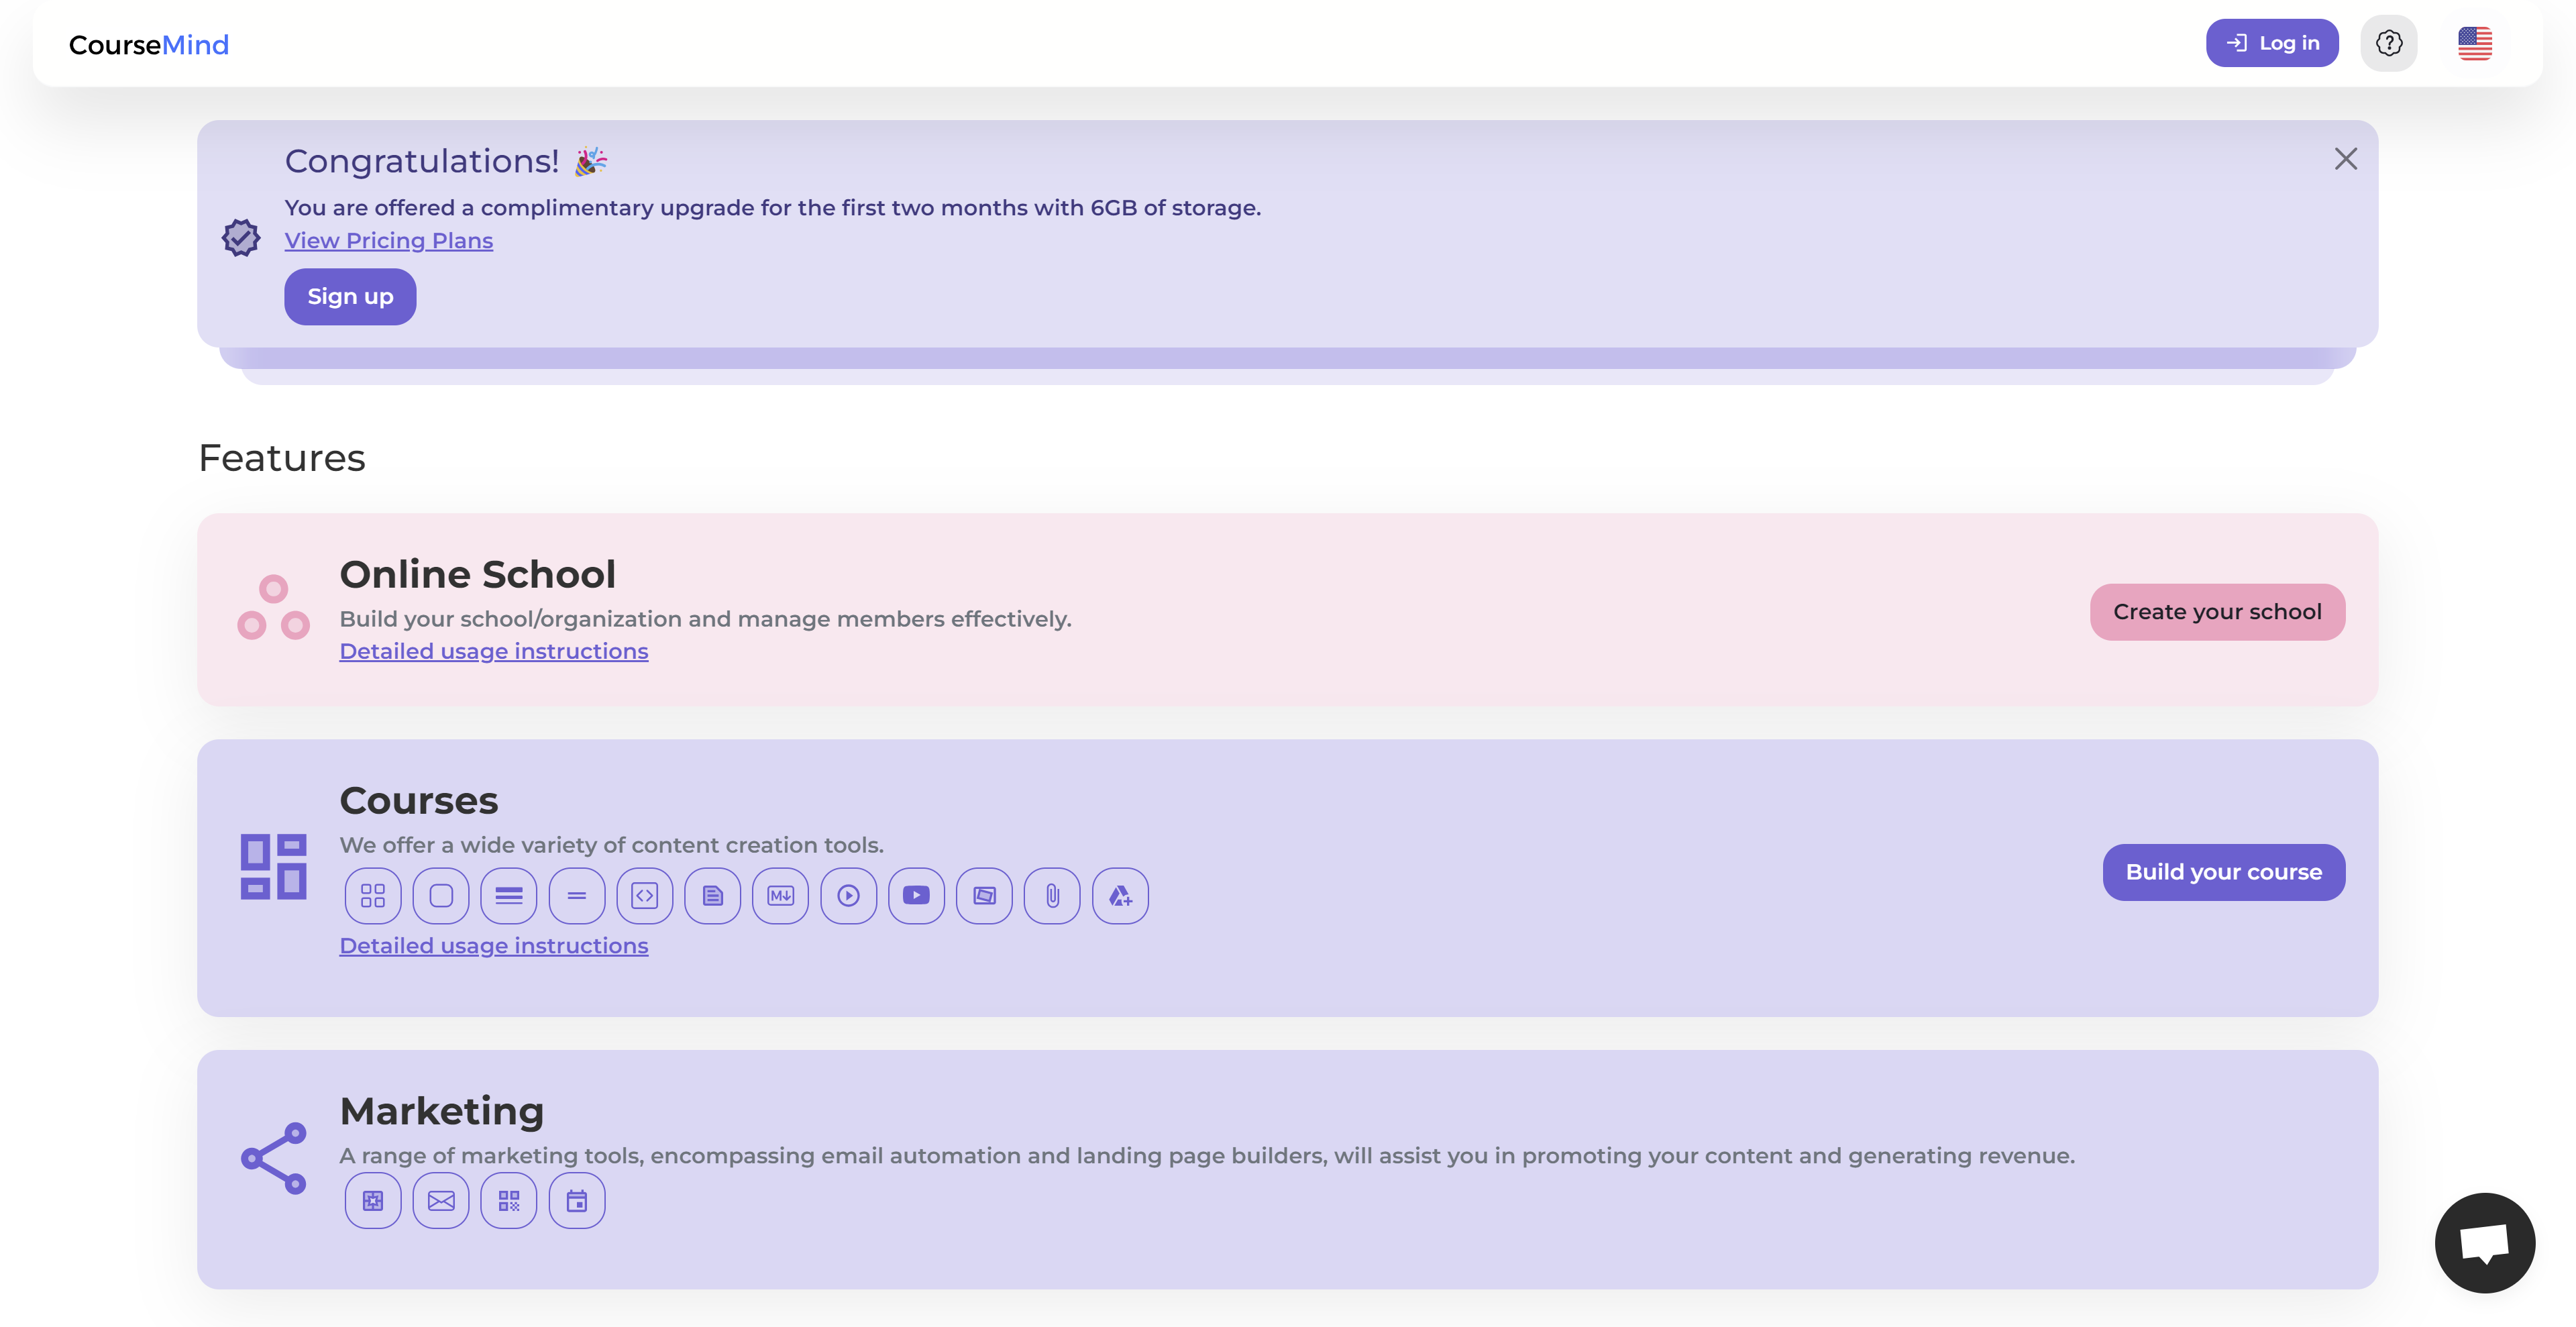 CourseMind
Log in
Congratulations! 🎉
You are offered a complimentary upgrade for the first two months with 6GB of storage.
View Pricing Plans
Sign up
Features
Online School
Build your school/organization and manage members effectively.
Detailed usage instructions
Create your school
Courses
We offer a wide variety of content creation tools.
M↓
Detailed usage instructions
Build your course
Marketing
A range of marketing tools, encompassing email automation and landing page builders, will assist you in promoting your content and generating revenue.